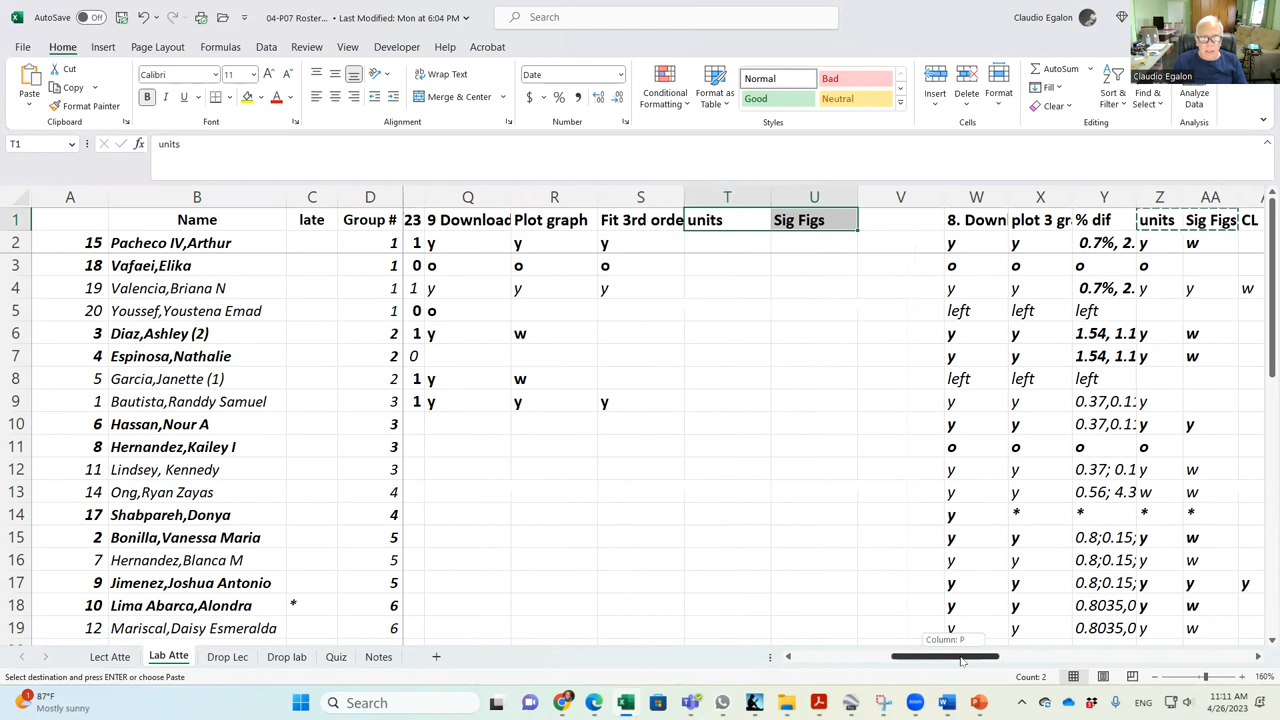 AutoSave Off 04-P07 Roster... • Last Modified: Mon at 6:04 PM Search Claudio Egalon
File Home Insert Page Layout Formulas Data Review View Developer Help Acrobat
Claudio Egalon
Paste Cut Copy Format Painter Clipboard
Calibri 11 B I U Font
Wrap Text Merge & Center Alignment
Date $ % Number
Conditional Formatting Format as Table Normal Bad Good Neutral Styles
Insert Delete Format Cells
AutoSum Fill Clear Sort & Filter Find & Select Editing
Analyze Data Analysis
T1 fx units
A B C D Q R S T U V W X Y Z AA
1 Name late Group # 23 9 Download Plot graph Fit 3rd orde units Sig Figs 8. Down plot 3 gr % dif units Sig Figs CL
2 15 Pacheco IV,Arthur 1 1 y y y y y 0.7%, 2. y w
3 18 Vafaei,Elika 1 0 o o o o o o o
4 19 Valencia,Briana N 1 1 y y y y y 0.7%, 2. y y w
5 20 Youssef,Youstena Emad 1 0 o left left left
6 3 Diaz,Ashley (2) 2 1 y w y y 1.54, 1.1 y w
7 4 Espinosa,Nathalie 2 0 y y 1.54, 1.1 y w
8 5 Garcia,Janette (1) 2 1 y w left left left
9 1 Bautista,Randdy Samuel 3 1 y y y y y 0.37,0.11 y
10 6 Hassan,Nour A 3 y y 0.37,0.11 y y
11 8 Hernandez,Kailey I 3 o o o o
12 11 Lindsey, Kennedy 3 y y 0.37; 0.1 y w
13 14 Ong,Ryan Zayas 4 y y 0.56; 4.3 w w
14 17 Shabpareh,Donya 4 y * * * *
15 2 Bonilla,Vanessa Maria 5 y y 0.8;0.15; y w
16 7 Hernandez,Blanca M 5 y y 0.8;0.15; y w
17 9 Jimenez,Joshua Antonio 5 y y 0.8;0.15; y y y
18 10 Lima Abarca,Alondra * 6 y y 0.8035,0 y w
19 12 Mariscal,Daisy Esmeralda 6 y y 0.8035,0 y w
Column: P
Lect Atte Lab Atte Drop Lec Drop lab Quiz Notes
Select destination and press ENTER or choose Paste Count: 2 160%
87°F
Mostly sunny
Search
ENG
11:11 AM
4/26/2023